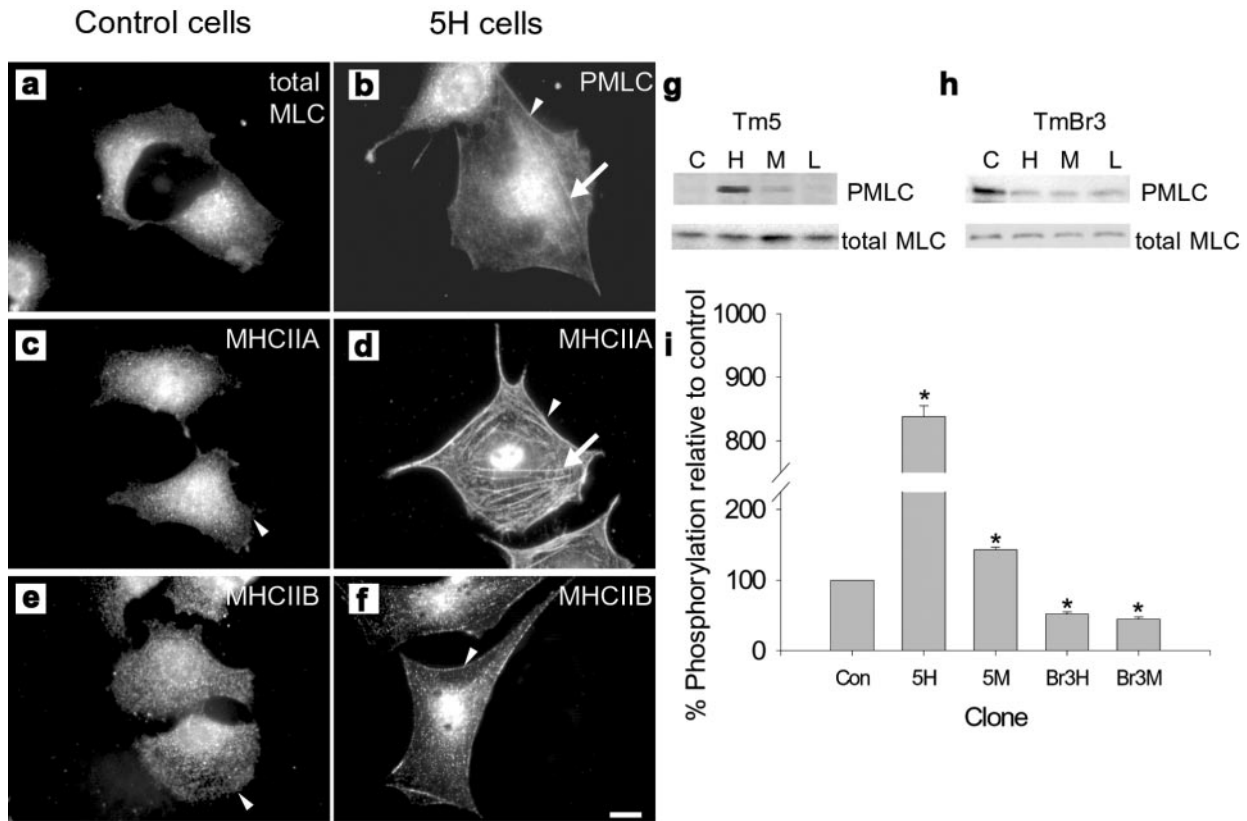 Control cells
5H cells
a
total
MLC
b
PMLC
c
MHCIIA
d
MHCIIA
e
MHCIIB
f
MHCIIB
g
Tm5
C H M L
PMLC
total MLC
h
TmBr3
C H M L
PMLC
total MLC
i
% Phosphorylation relative to control
1000
900
800
200
100
0
*
*
*
*
Con 5H 5M Br3H Br3M
Clone